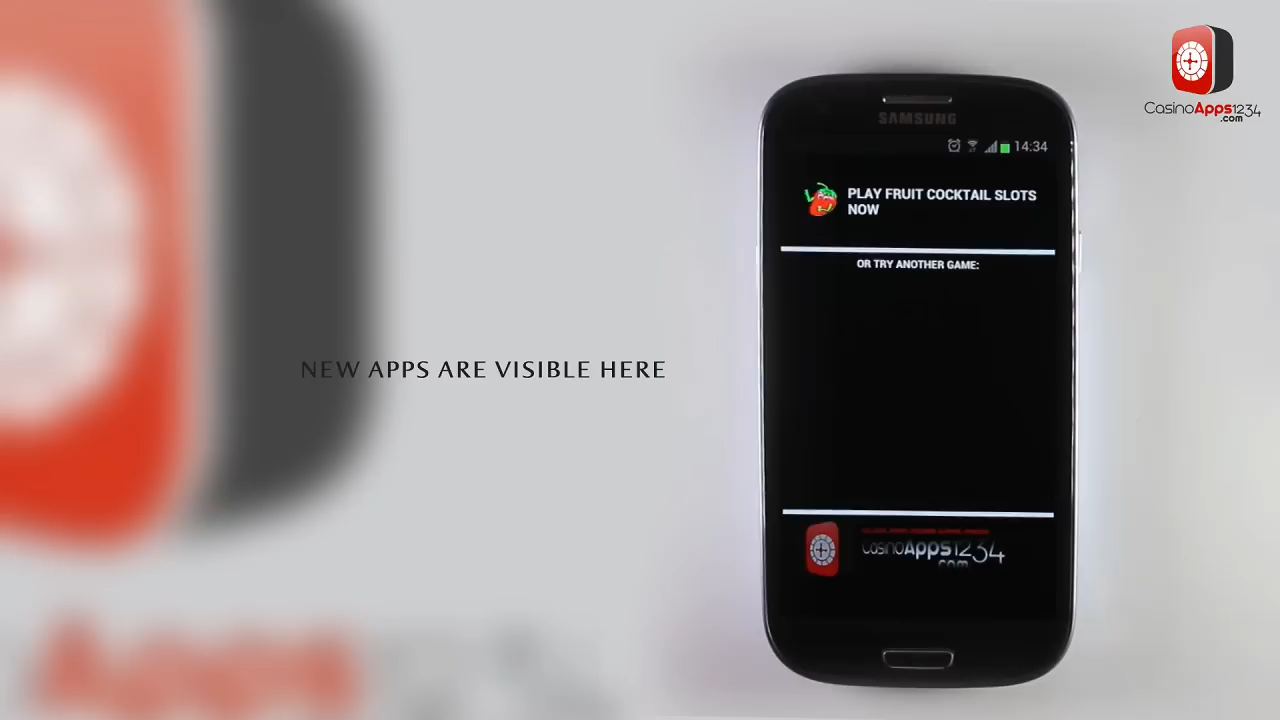 CasinoApps1234
.com
SAMSUNG
14:34
PLAY FRUIT COCKTAIL SLOTS
NOW
OR TRY ANOTHER GAME:
NEW APPS ARE VISIBLE HERE
CasinoApps1234
.com